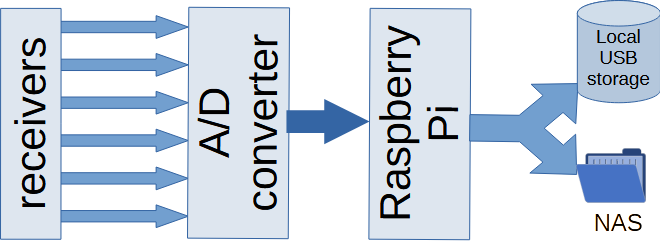 receivers
A/D
converter
Raspberry
Pi
Local
USB
storage
NAS